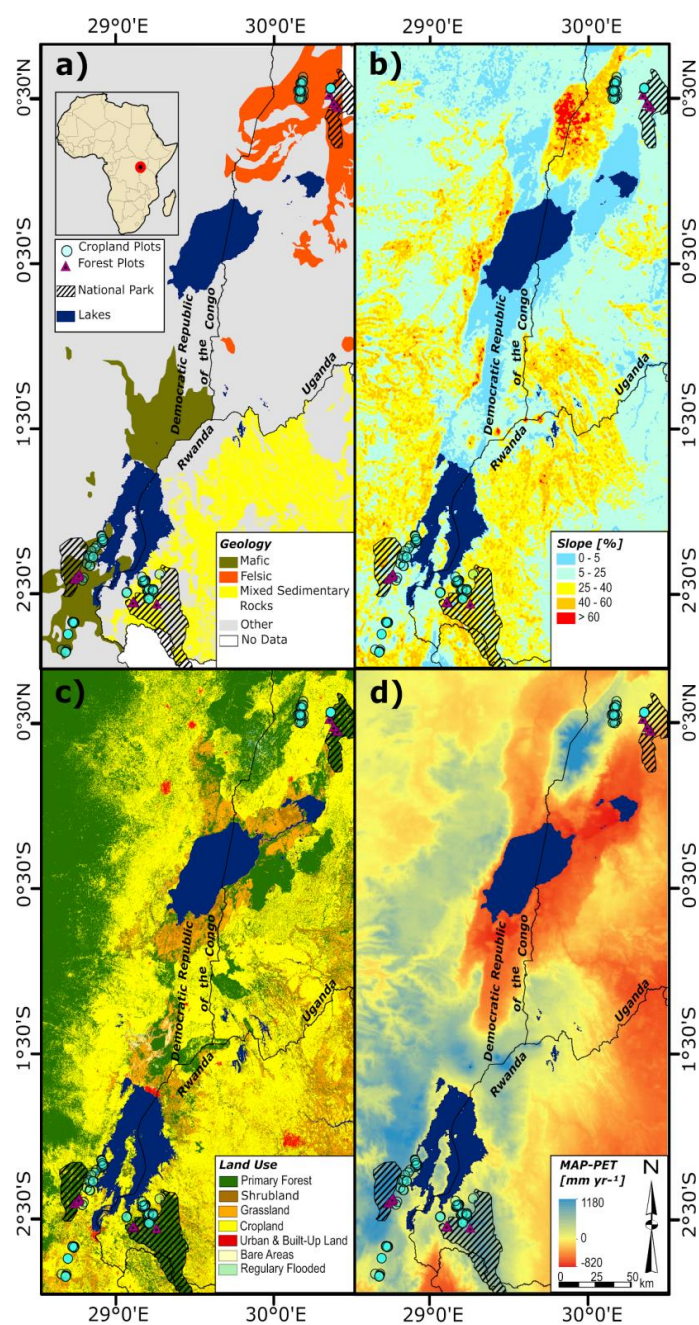 29°0'E
30°0'E
29°0'E
30°0'E
a)
b)
0°30'N
0°30'N
Cropland Plots
Forest Plots
National Park
Lakes
0°30'S
0°30'S
Democratic Republic
of the Congo
Democratic Republic
of the Congo
Uganda
Uganda
1°30'S
1°30'S
Rwanda
Rwanda
Geology
Mafic
Felsic
Mixed Sedimentary
Rocks
Other
No Data
Slope [%]
0 - 5
5 - 25
25 - 40
40 - 60
> 60
2°30'S
2°30'S
c)
d)
0°30'N
0°30'N
0°30'S
0°30'S
Democratic Republic
of the Congo
Democratic Republic
of the Congo
Uganda
Uganda
1°30'S
1°30'S
Rwanda
Rwanda
Land Use
Primary Forest
Shrubland
Grassland
Cropland
Urban & Built-Up Land
Bare Areas
Regulary Flooded
MAP-PET
[mm yr⁻¹]
1180
-820
N
0 25 50
km
2°30'S
2°30'S
29°0'E
30°0'E
29°0'E
30°0'E